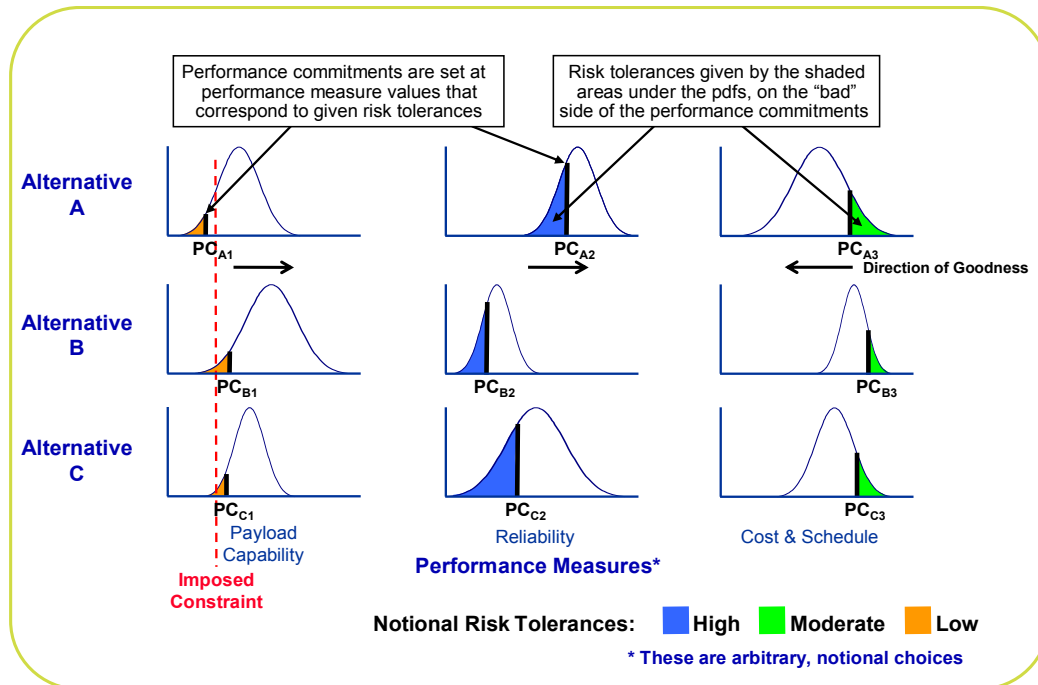 Performance commitments are set at
performance measure values that
correspond to given risk tolerances
Risk tolerances given by the shaded
areas under the pdfs, on the “bad”
side of the performance commitments
Alternative
A
PCA1
PCA2
PCA3
Direction of Goodness
Alternative
B
PCB1
PCB2
PCB3
Alternative
C
PCC1
PCC2
PCC3
Payload
Capability
Reliability
Cost & Schedule
Performance Measures*
Imposed
Constraint
Notional Risk Tolerances: High Moderate Low
* These are arbitrary, notional choices